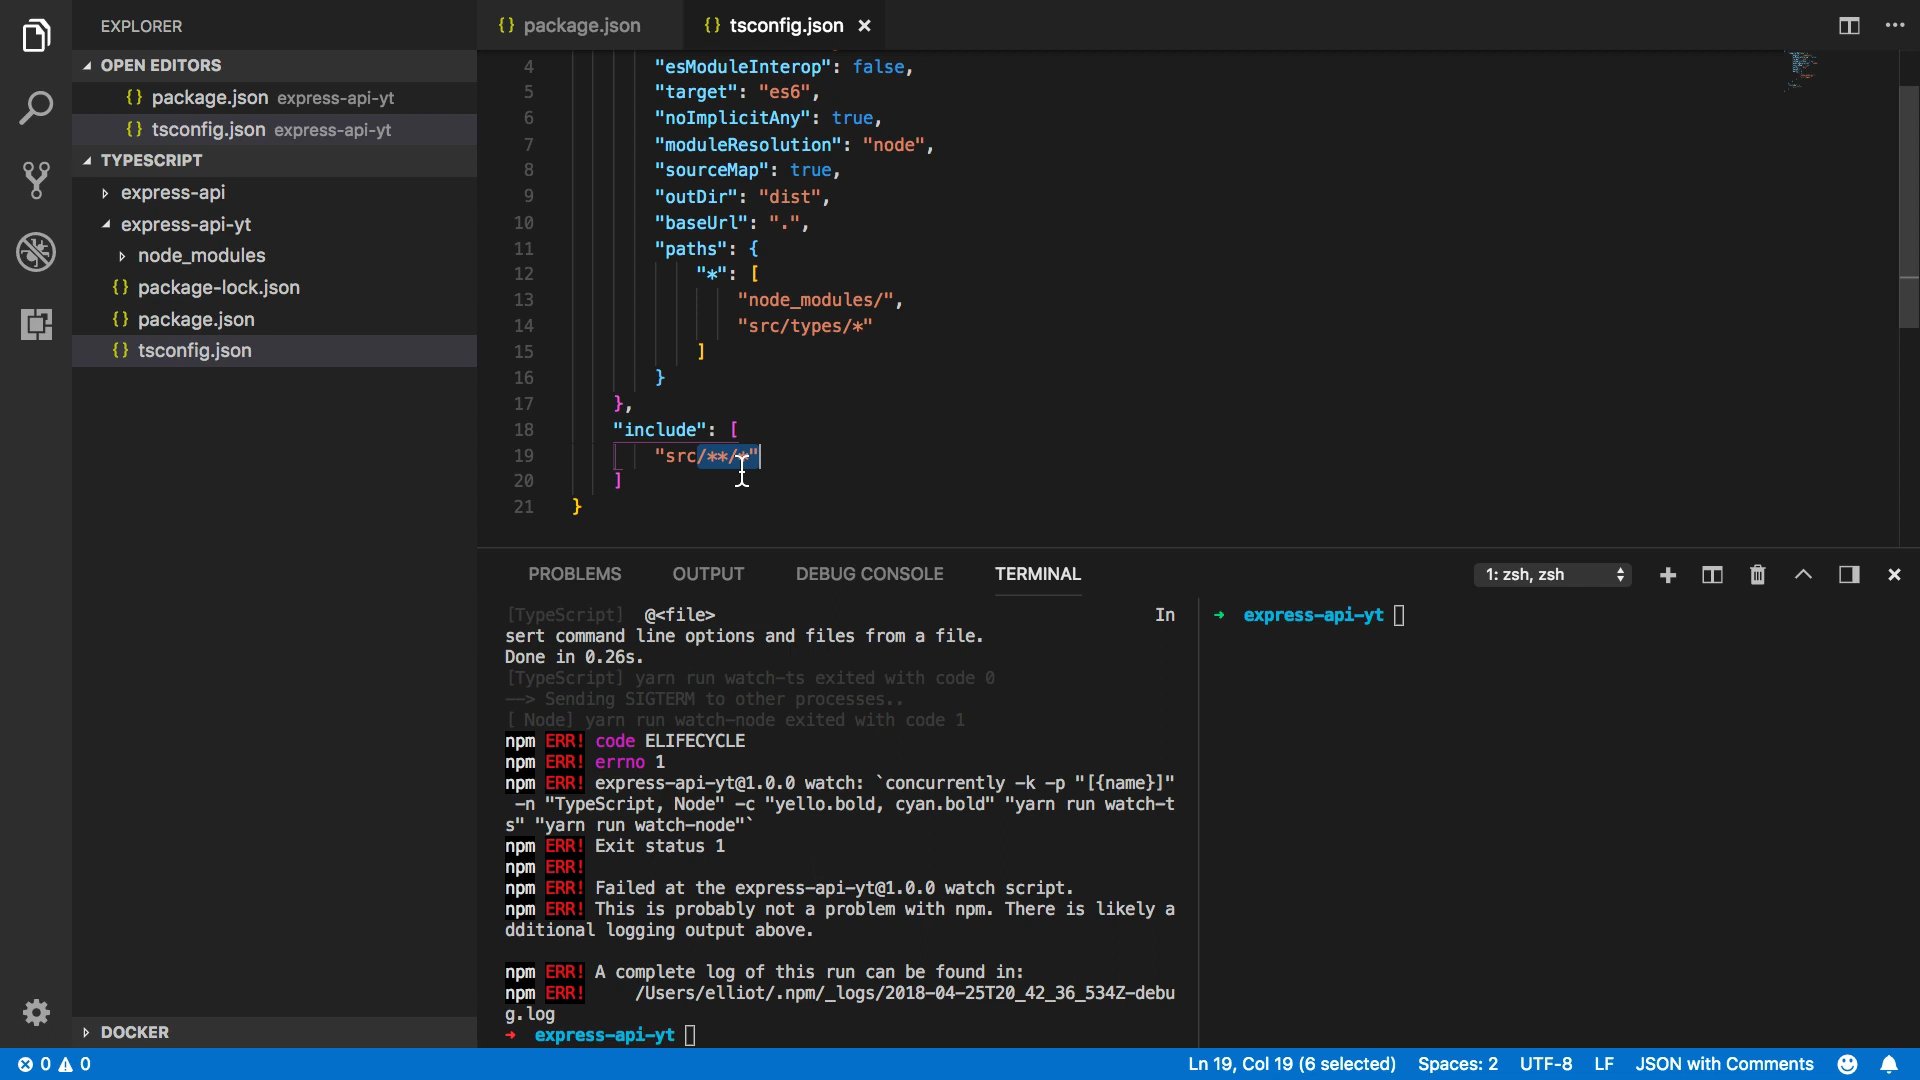 EXPLORER
OPEN EDITORS
{} package.json express-api-yt
{} tsconfig.json express-api-yt
TYPESCRIPT
express-api
express-api-yt
node_modules
{} package-lock.json
{} package.json
{} tsconfig.json
DOCKER
{} package.json
{} tsconfig.json
4 "esModuleInterop": false,
5 "target": "es6",
6 "noImplicitAny": true,
7 "moduleResolution": "node",
8 "sourceMap": true,
9 "outDir": "dist",
10 "baseUrl": ".",
11 "paths": {
12 "*": [
13 "node_modules/",
14 "src/types/*"
15 ]
16 }
17 },
18 "include": [
19 "src/**/*"
20 ]
21 }
PROBLEMS OUTPUT DEBUG CONSOLE TERMINAL
1: zsh, zsh
[TypeScript] @<file> In
sert command line options and files from a file.
Done in 0.26s.
[TypeScript] yarn run watch-ts exited with code 0
--> Sending SIGTERM to other processes..
[ Node] yarn run watch-node exited with code 1
npm ERR! code ELIFECYCLE
npm ERR! errno 1
npm ERR! express-api-yt@1.0.0 watch: `concurrently -k -p "[{name}]"
-n "TypeScript, Node" -c "yello.bold, cyan.bold" "yarn run watch-t
s" "yarn run watch-node"`
npm ERR! Exit status 1
npm ERR!
npm ERR! Failed at the express-api-yt@1.0.0 watch script.
npm ERR! This is probably not a problem with npm. There is likely a
dditional logging output above.
npm ERR! A complete log of this run can be found in:
npm ERR! /Users/elliot/.npm/_logs/2018-04-25T20_42_36_534Z-debu
g.log
➜ express-api-yt
➜ express-api-yt
0 0
Ln 19, Col 19 (6 selected) Spaces: 2 UTF-8 LF JSON with Comments